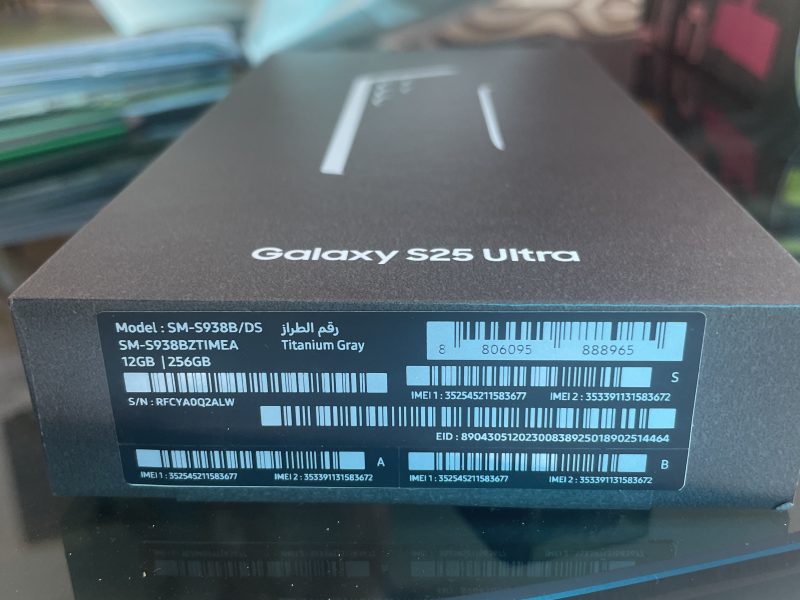 Galaxy S25 Ultra
Model : SM-S938B/DS رقم الطراز
SM-S938BZTIMEA Titanium Gray
12GB | 256GB
8 806095 888965
S
S/N : RFCYA0Q2ALW
IMEI 1 : 352545211583677 IMEI 2 : 353391131583672
EID : 89043051202300838925018902514464
A
B
IMEI 1 : 352545211583677 IMEI 2 : 353391131583672
IMEI 1 : 352545211583677 IMEI 2 : 353391131583672